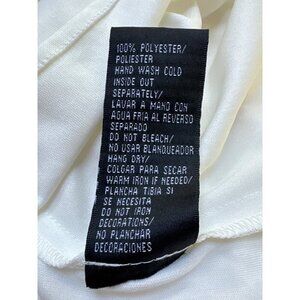 100% POLYESTER/
POLIESTER
HAND WASH COLD
INSIDE OUT
SEPARATELY/
LAVAR A MANO CON
AGUA FRIA AL REVERSO
SEPARADO
DO NOT BLEACH/
NO USAR BLANQUEADOR
HANG DRY/
COLGAR PARA SECAR
WARM IRON IF NEEDED/
PLANCHA TIBIA SI
SE NECESITA
DO NOT IRON
DECORATIONS/
NO PLANCHAR
DECORACIONES